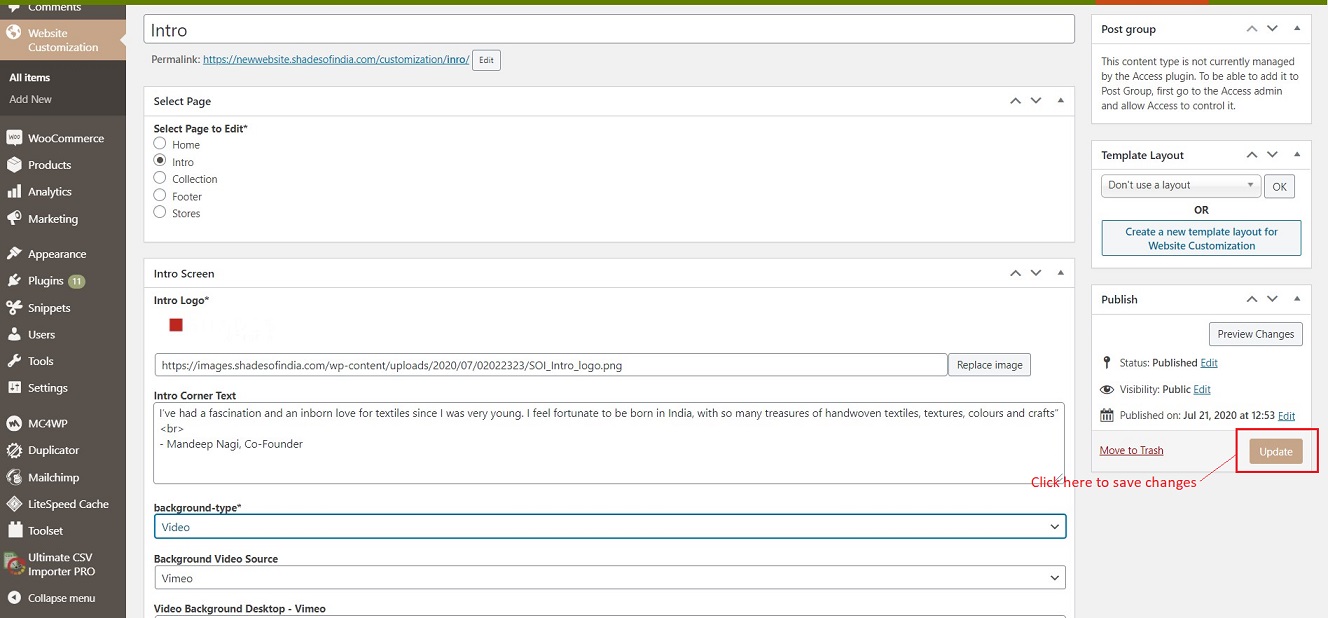 Comments
Website
Customization
All items
Add New
WooCommerce
Products
Analytics
Marketing
Appearance
Plugins 11
Snippets
Users
Tools
Settings
MC4WP
Duplicator
Mailchimp
LiteSpeed Cache
Toolset
Ultimate CSV
Importer PRO
Collapse menu
Intro
Permalink: https://newwebsite.shadesofindia.com/customization/inro/ Edit
Select Page
Select Page to Edit*
Home
Intro
Collection
Footer
Stores
Intro Screen
Intro Logo*
https://images.shadesofindia.com/wp-content/uploads/2020/07/02022323/SOI_Intro_logo.png Replace image
Intro Corner Text
I've had a fascination and an inborn love for textiles since I was very young. I feel fortunate to be born in India, with so many treasures of handwoven textiles, textures, colours and crafts"
<br>
- Mandeep Nagi, Co-Founder
background-type*
Video
Background Video Source
Vimeo
Video Background Desktop - Vimeo
Post group
This content type is not currently managed
by the Access plugin. To be able to add it to
Post Group, first go to the Access admin
and allow Access to control it.
Template Layout
Don't use a layout OK
OR
Create a new template layout for
Website Customization
Publish
Preview Changes
Status: Published Edit
Visibility: Public Edit
Published on: Jul 21, 2020 at 12:53 Edit
Move to Trash Update
Click here to save changes